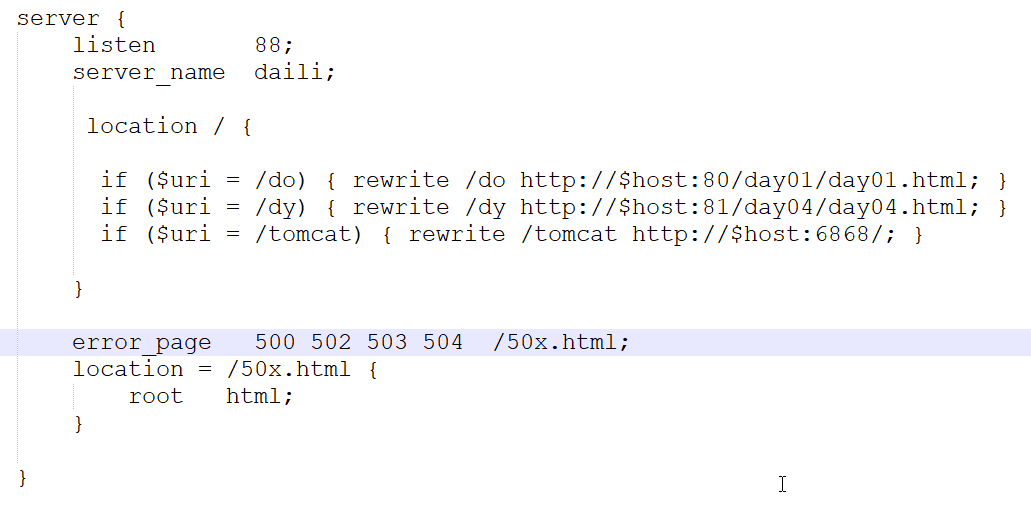 server {
    listen       88;
    server_name  daili;
     location / {
      if ($uri = /do) { rewrite /do http://$host:80/day01/day01.html; }
      if ($uri = /dy) { rewrite /dy http://$host:81/day04/day04.html; }
      if ($uri = /tomcat) { rewrite /tomcat http://$host:6868/; }
    }
    error_page   500 502 503 504  /50x.html;
    location = /50x.html {
        root   html;
    }
}